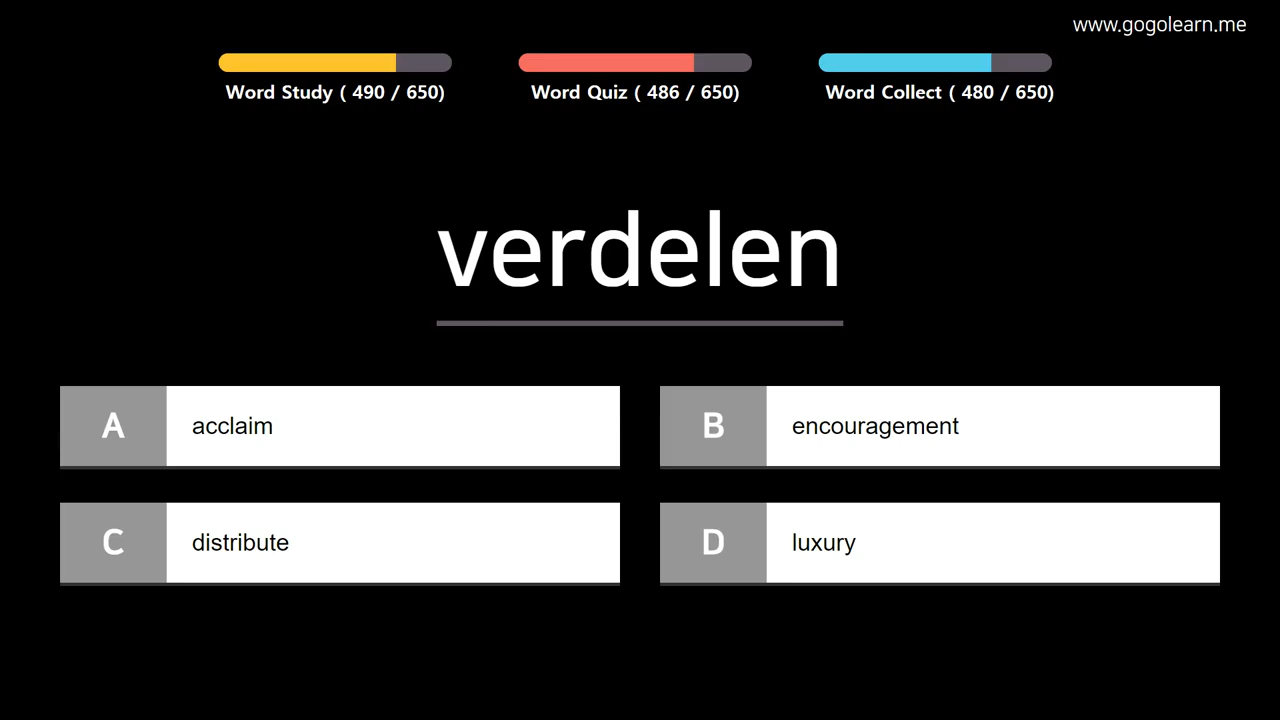 www.gogolearn.me
Word Study ( 490 / 650)
Word Quiz ( 486 / 650)
Word Collect ( 480 / 650)
verdelen
A acclaim
B encouragement
C distribute
D luxury